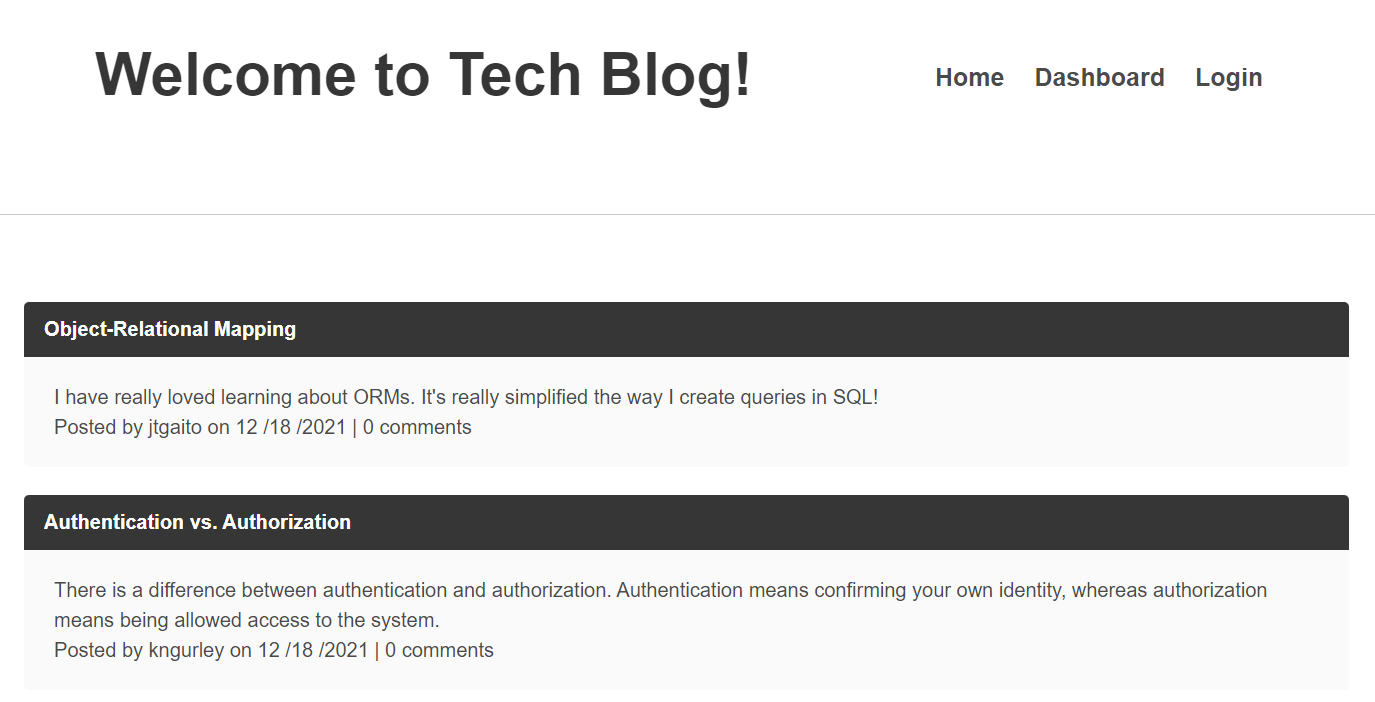 Welcome to Tech Blog!
Home Dashboard Login
Object-Relational Mapping
I have really loved learning about ORMs. It's really simplified the way I create queries in SQL!
Posted by jtgaito on 12 /18 /2021 | 0 comments
Authentication vs. Authorization
There is a difference between authentication and authorization. Authentication means confirming your own identity, whereas authorization
means being allowed access to the system.
Posted by kngurley on 12 /18 /2021 | 0 comments